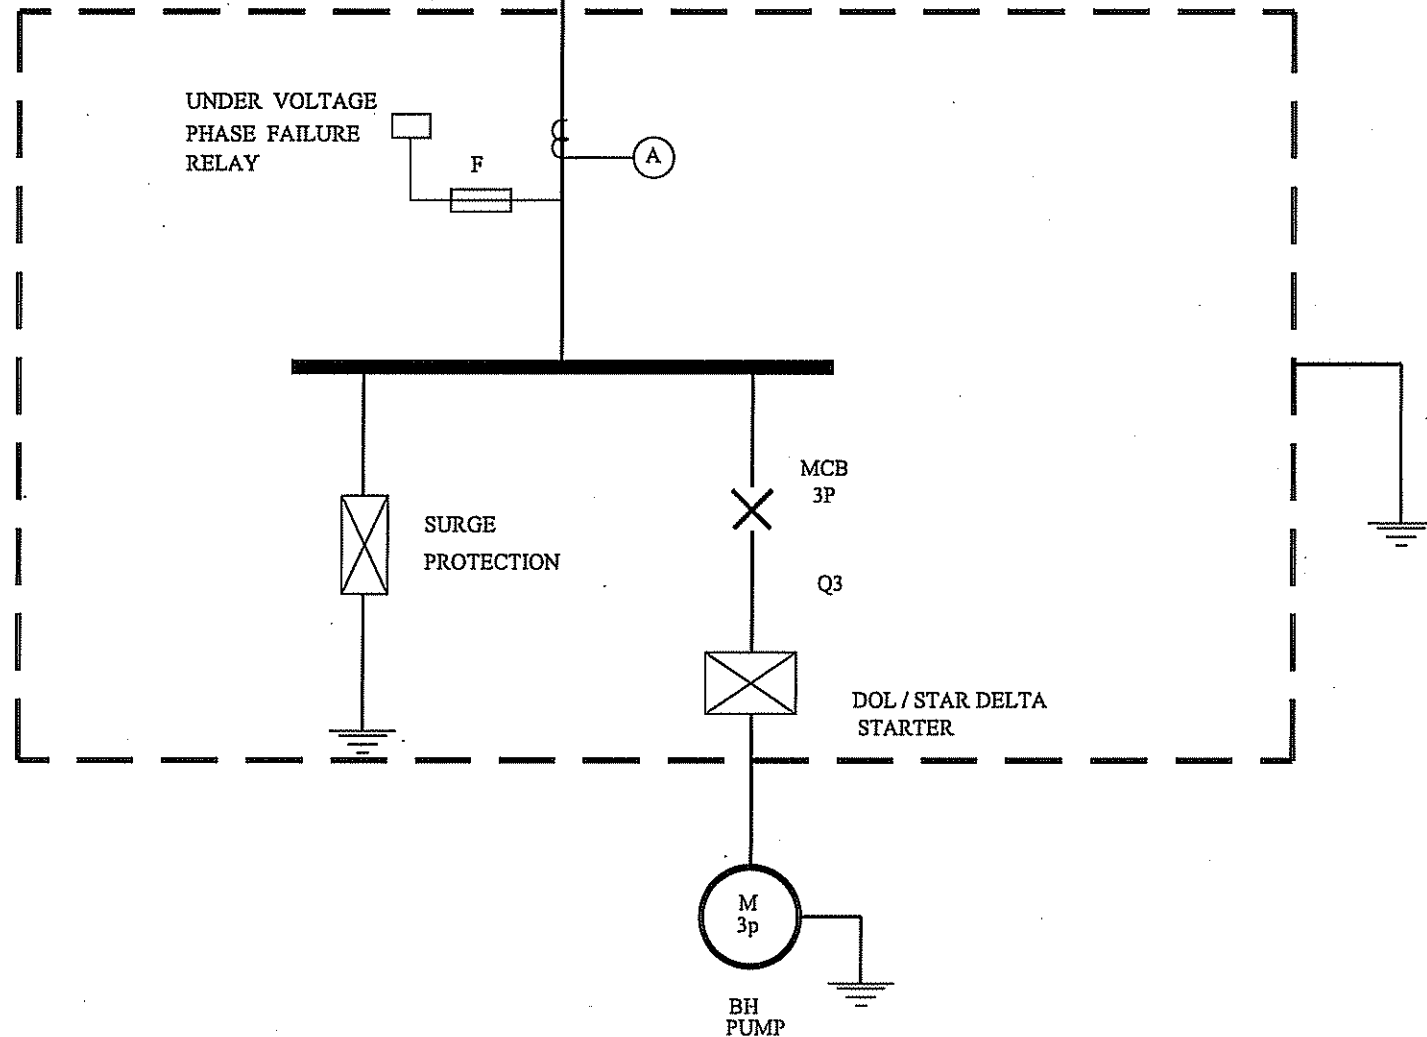 UNDER VOLTAGE
PHASE FAILURE
RELAY
F
A
MCB
3P
SURGE
PROTECTION
Q3
DOL / STAR DELTA
STARTER
M
3p
BH
PUMP